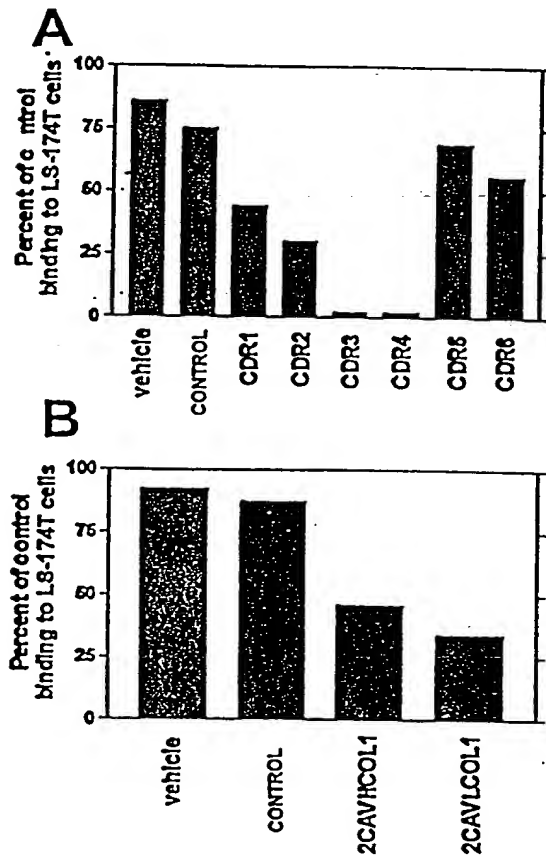 A
Percent of c ntrol
binding to LS-174T cells
100
75
50
25
0
vehicle
CONTROL
CDR1
CDR2
CDR3
CDR4
CDR5
CDR6
B
Percent of control
binding to LS-174T cells
100
75
50
25
0
vehicle
CONTROL
2CAVHCOL1
2CAVLCOL1